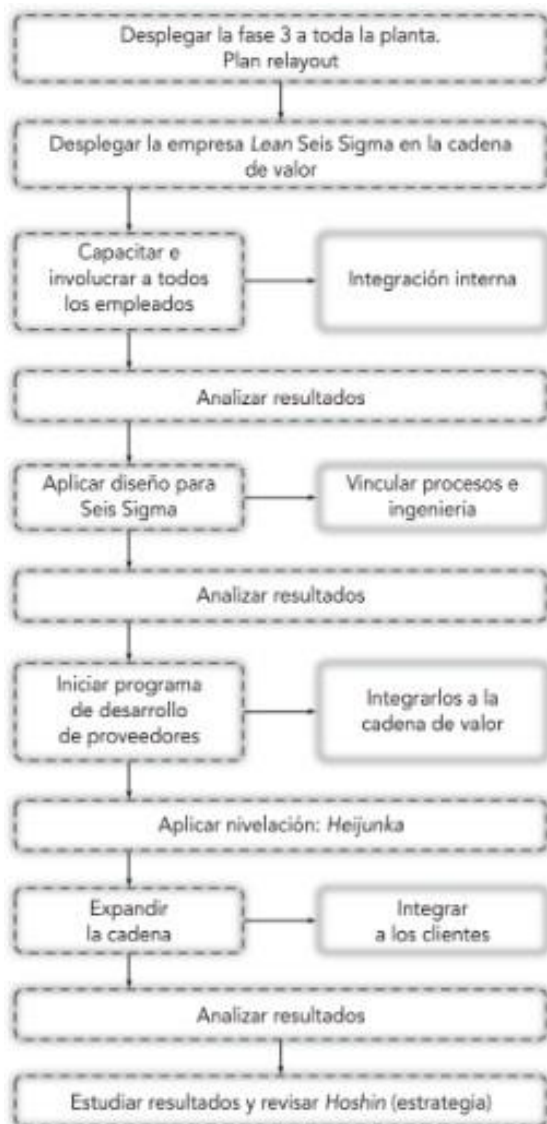 Desplegar la fase 3 a toda la planta.
Plan relayout
Desplegar la empresa Lean Seis Sigma en la cadena
de valor
Capacitar e
involucrar a todos
los empleados
Integración interna
Analizar resultados
Aplicar diseño para
Seis Sigma
Vincular procesos e
ingeniería
Analizar resultados
Iniciar programa
de desarrollo
de proveedores
Integrarlos a la
cadena de valor
Aplicar nivelación: Heijunka
Expandir
la cadena
Integrar
a los clientes
Analizar resultados
Estudiar resultados y revisar Hoshin (estrategia)